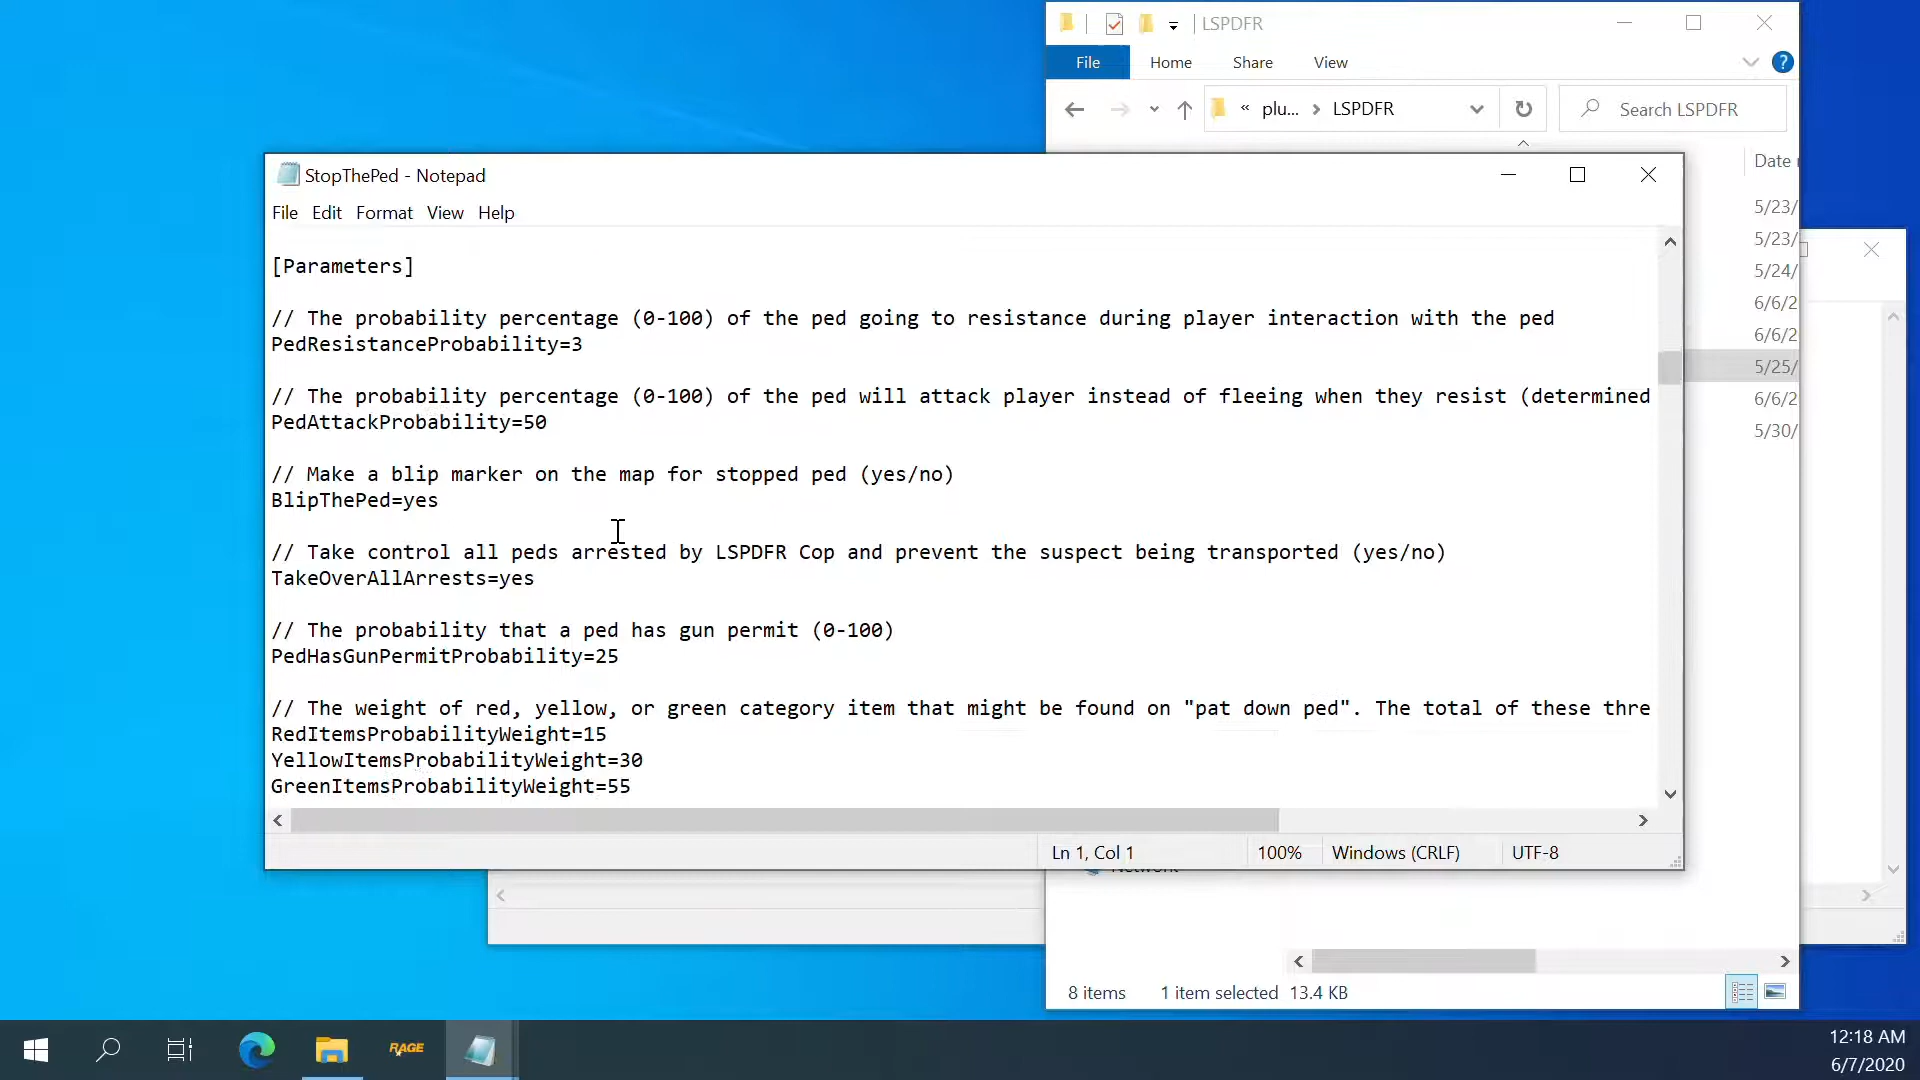 LSPDFR
File Home Share View
« plu... › LSPDFR
Search LSPDFR
Date
5/23/
5/23/
5/24/
6/6/2
6/6/2
5/25/
6/6/2
5/30/
StopThePed - Notepad
File Edit Format View Help
[Parameters]
// The probability percentage (0-100) of the ped going to resistance during player interaction with the ped
PedResistanceProbability=3
// The probability percentage (0-100) of the ped will attack player instead of fleeing when they resist (determined
PedAttackProbability=50
// Make a blip marker on the map for stopped ped (yes/no)
BlipThePed=yes
// Take control all peds arrested by LSPDFR Cop and prevent the suspect being transported (yes/no)
TakeOverAllArrests=yes
// The probability that a ped has gun permit (0-100)
PedHasGunPermitProbability=25
// The weight of red, yellow, or green category item that might be found on "pat down ped". The total of these thre
RedItemsProbabilityWeight=15
YellowItemsProbabilityWeight=30
GreenItemsProbabilityWeight=55
Ln 1, Col 1 100% Windows (CRLF) UTF-8
Network
8 items 1 item selected 13.4 KB
RAGE
12:18 AM
6/7/2020